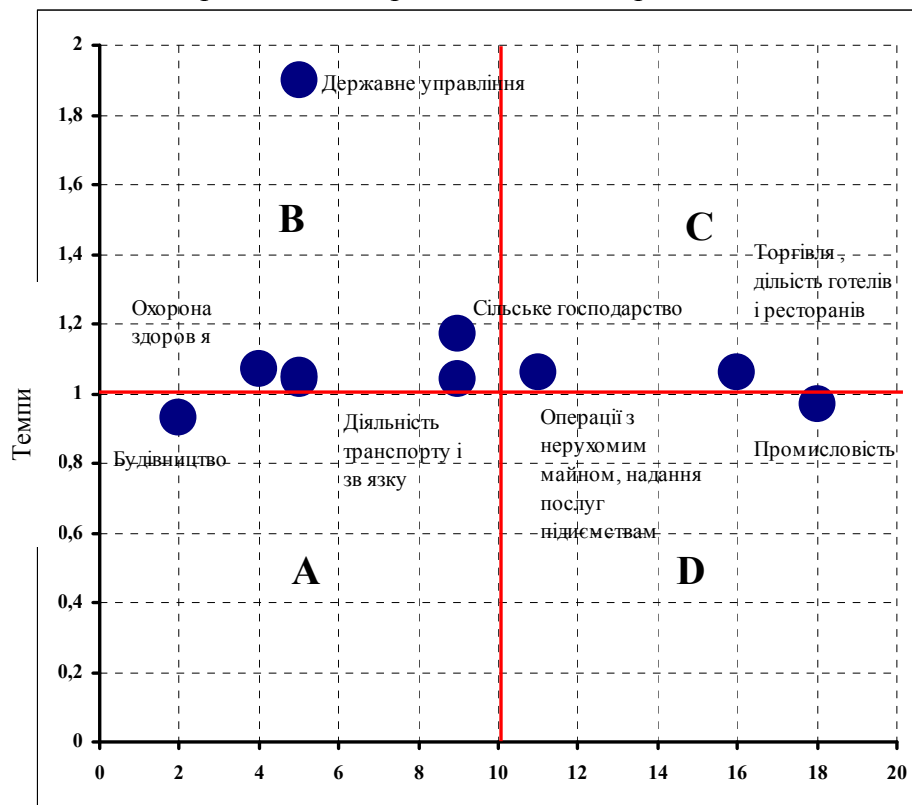 2
1,8
1,6
1,4
1,2
1
0,8
0,6
0,4
0,2
0
Темпи
Державне управління
B
C
Торгівля ,
дільість готелів
і ресторанів
Охорона
здоров я
Сільське господарство
Будівництво
Діяльність
транспорту і
зв язку
Операції з
нерухомим
майном, надання
послуг
підиємствам
Промисловість
A
D
0 2 4 6 8 10 12 14 16 18 20